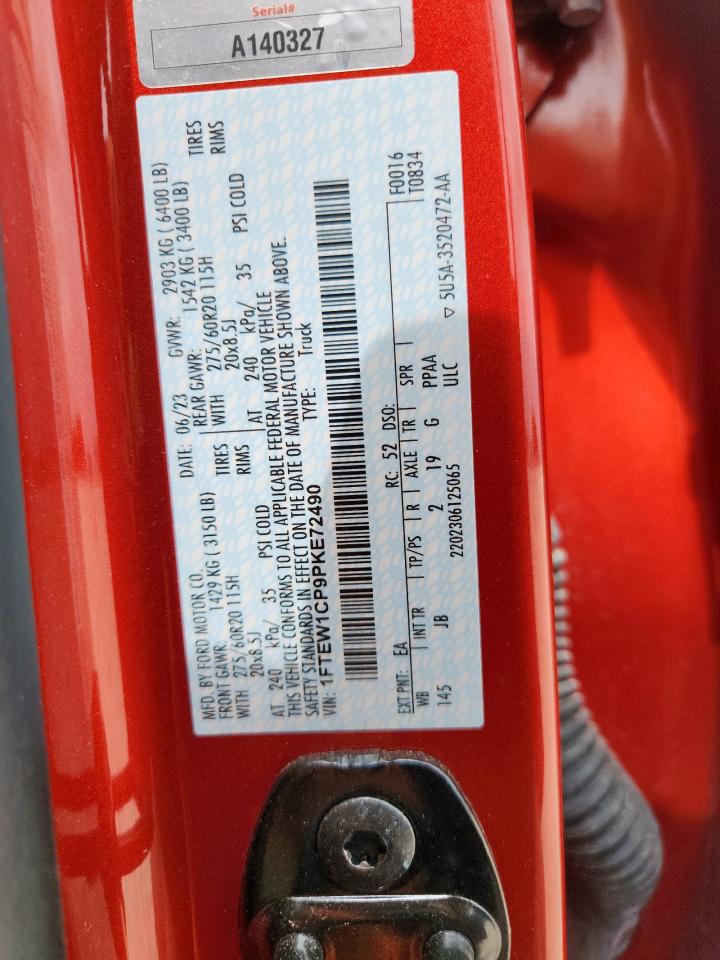 Serial#
A140327
MFD. BY FORD MOTOR CO.
DATE: 06/23 GVWR: 2903 KG ( 6400 LB)
FRONT GAWR: 1429 KG ( 3150 LB)
REAR GAWR: 1542 KG ( 3400 LB)
WITH 275/60R20 115H TIRES
WITH 275/60R20 115H TIRES
20x8.5J RIMS
20x8.5J RIMS
AT 240 kPa/ 35 PSI COLD
AT 240 kPa/ 35 PSI COLD
THIS VEHICLE CONFORMS TO ALL APPLICABLE FEDERAL MOTOR VEHICLE
SAFETY STANDARDS IN EFFECT ON THE DATE OF MANUFACTURE SHOWN ABOVE.
VIN: 1FTEW1CP9PKE72490 TYPE: Truck
EXT PNT: EA RC: 52 DSO: F0016
WB INT TR TP/PS R AXLE TR SPR T0834
145 JB 2 19 G PPAA
2202306125065 ULC ▽ 5U5A-3520472-AA